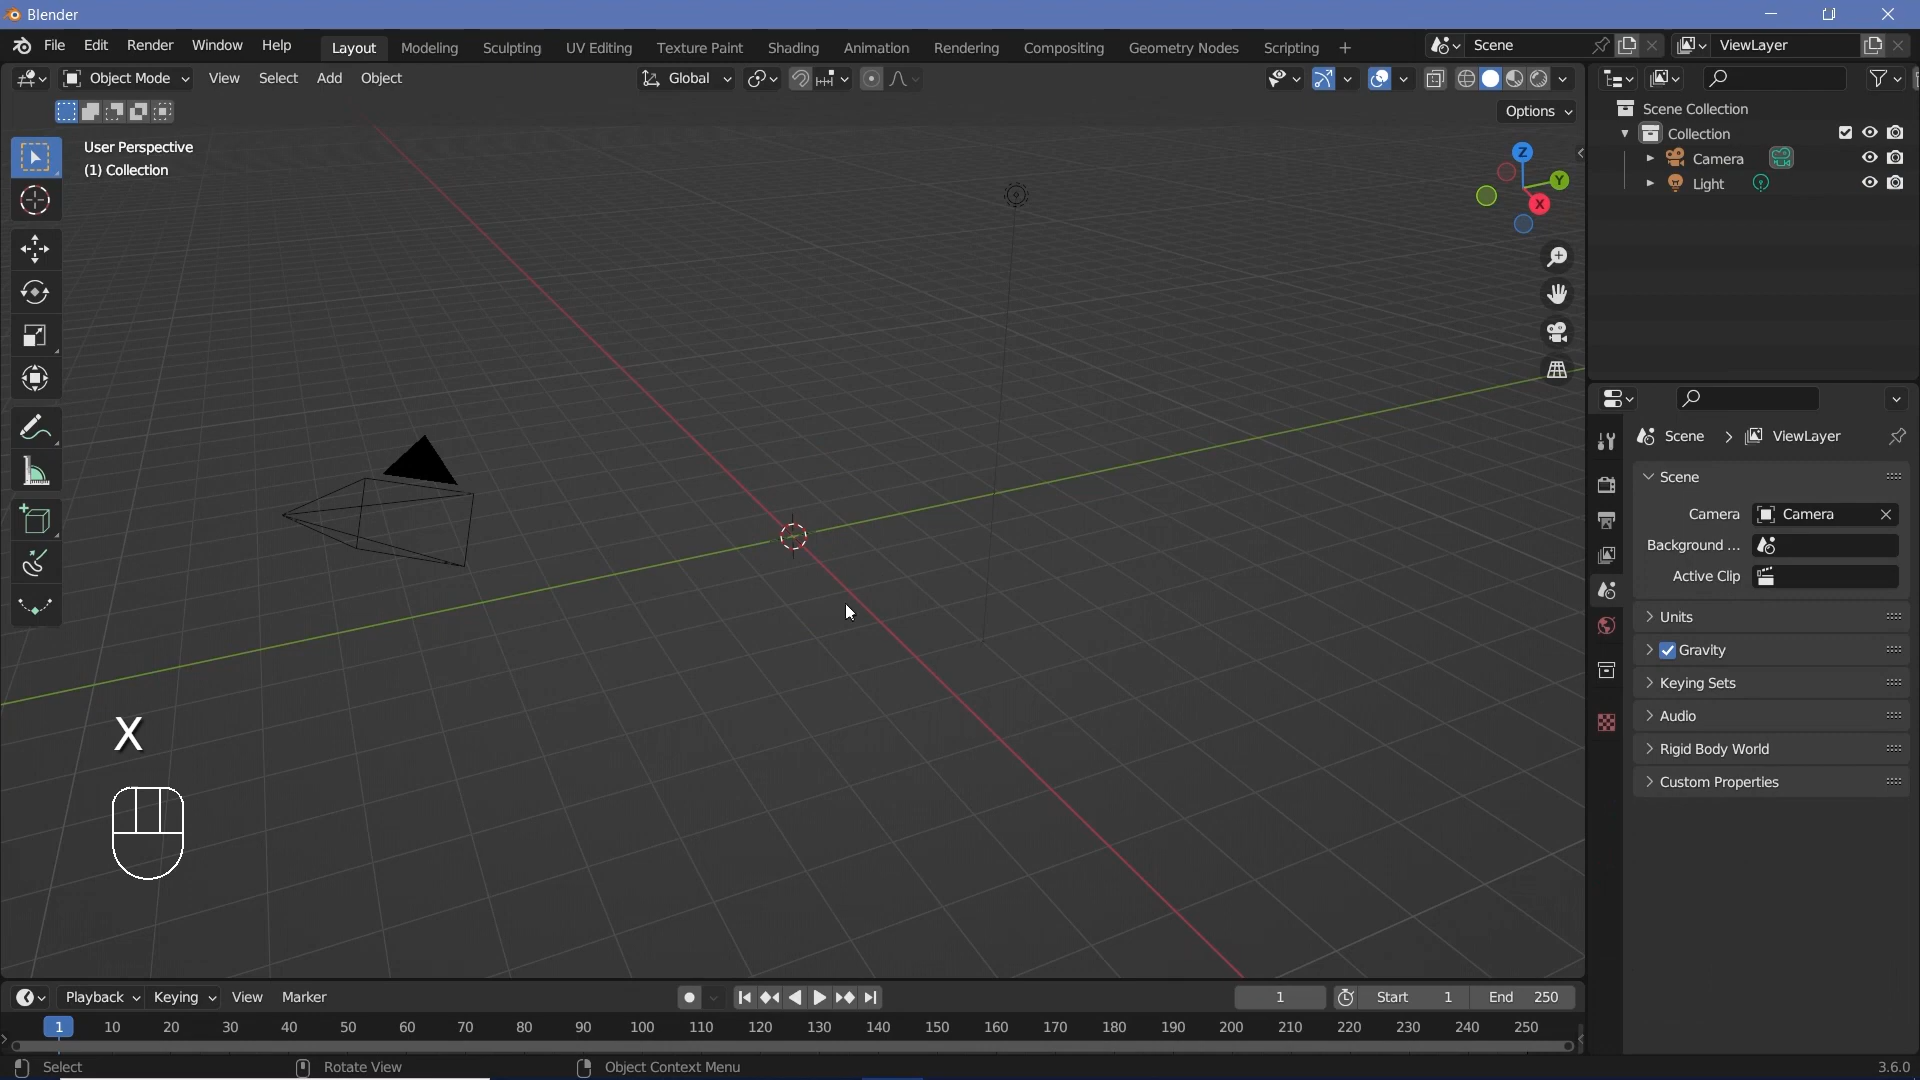 Blender
File Edit Render Window Help Layout Modeling Sculpting UV Editing Texture Paint Shading Animation Rendering Compositing Geometry Nodes Scripting + Scene ViewLayer
Object Mode View Select Add Object Global
Options
User Perspective
(1) Collection
Z
Y
X
Scene Collection
Collection
Camera
Light
Scene > ViewLayer
Scene
Camera Camera
Background ...
Active Clip
Units
Gravity
Keying Sets
Audio
Rigid Body World
Custom Properties
X
Playback Keying View Marker 1 Start 1 End 250
1 10 20 30 40 50 60 70 80 90 100 110 120 130 140 150 160 170 180 190 200 210 220 230 240 250
Select Rotate View Object Context Menu 3.6.0